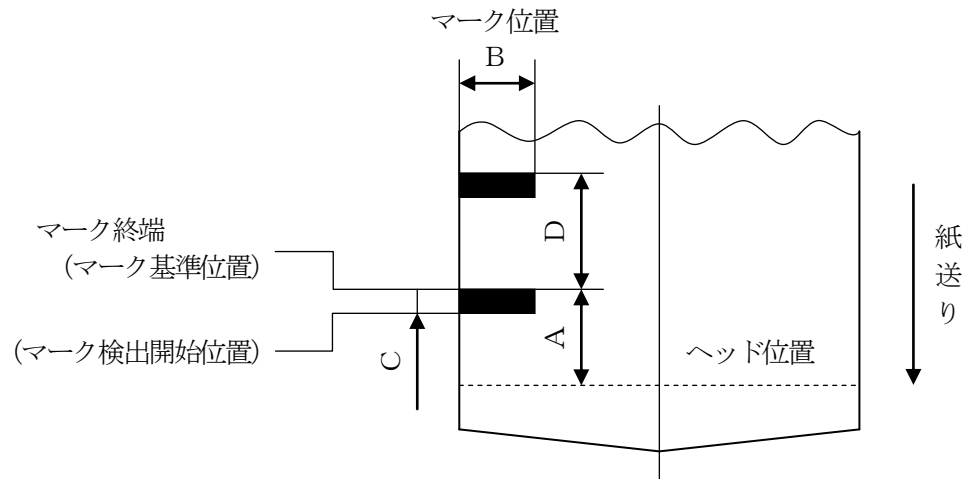 マーク位置
B
マーク終端
（マーク基準位置）
D
紙送り
（マーク検出開始位置）
C
A
ヘッド位置